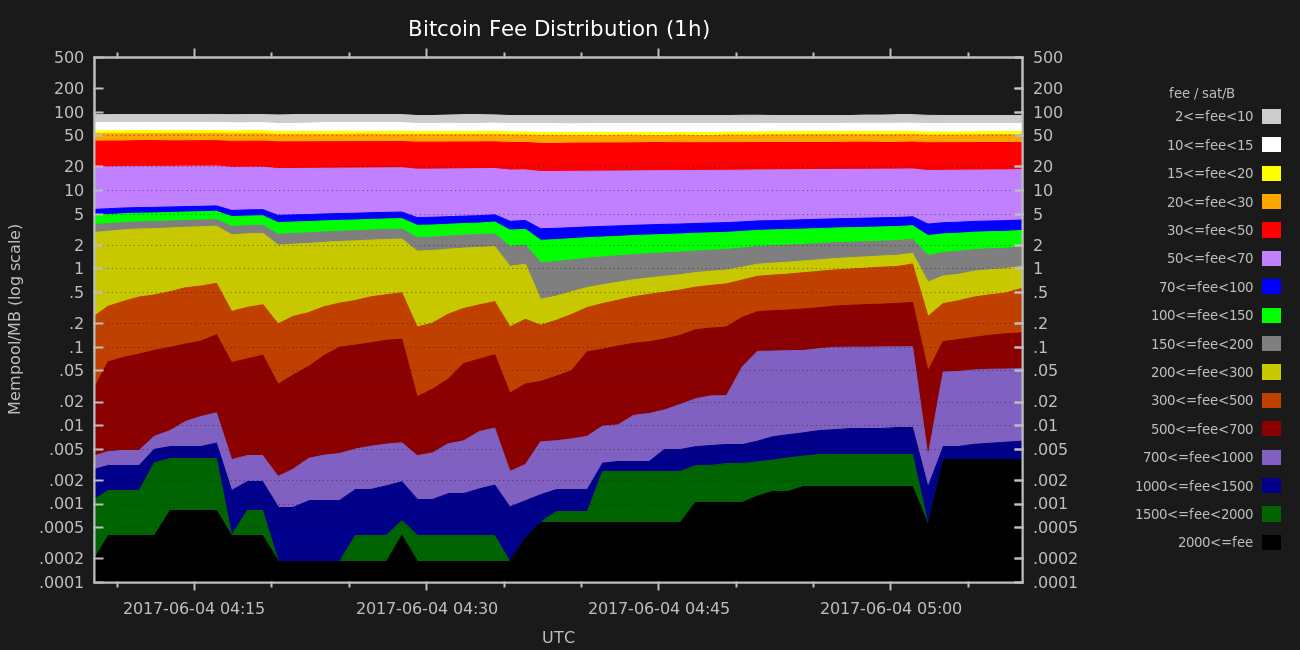 Bitcoin Fee Distribution (1h)
500 500
200 200
100 100
50 50
20 20
10 10
5 5
2 2
1 1
.5 .5
.2 .2
.1 .1
.05 .05
.02 .02
.01 .01
.005 .005
.002 .002
.001 .001
.0005 .0005
.0002 .0002
.0001 .0001
Mempool/MB (log scale)
2017-06-04 04:15 2017-06-04 04:30 2017-06-04 04:45 2017-06-04 05:00
UTC
fee / sat/B
2<=fee<10
10<=fee<15
15<=fee<20
20<=fee<30
30<=fee<50
50<=fee<70
70<=fee<100
100<=fee<150
150<=fee<200
200<=fee<300
300<=fee<500
500<=fee<700
700<=fee<1000
1000<=fee<1500
1500<=fee<2000
2000<=fee